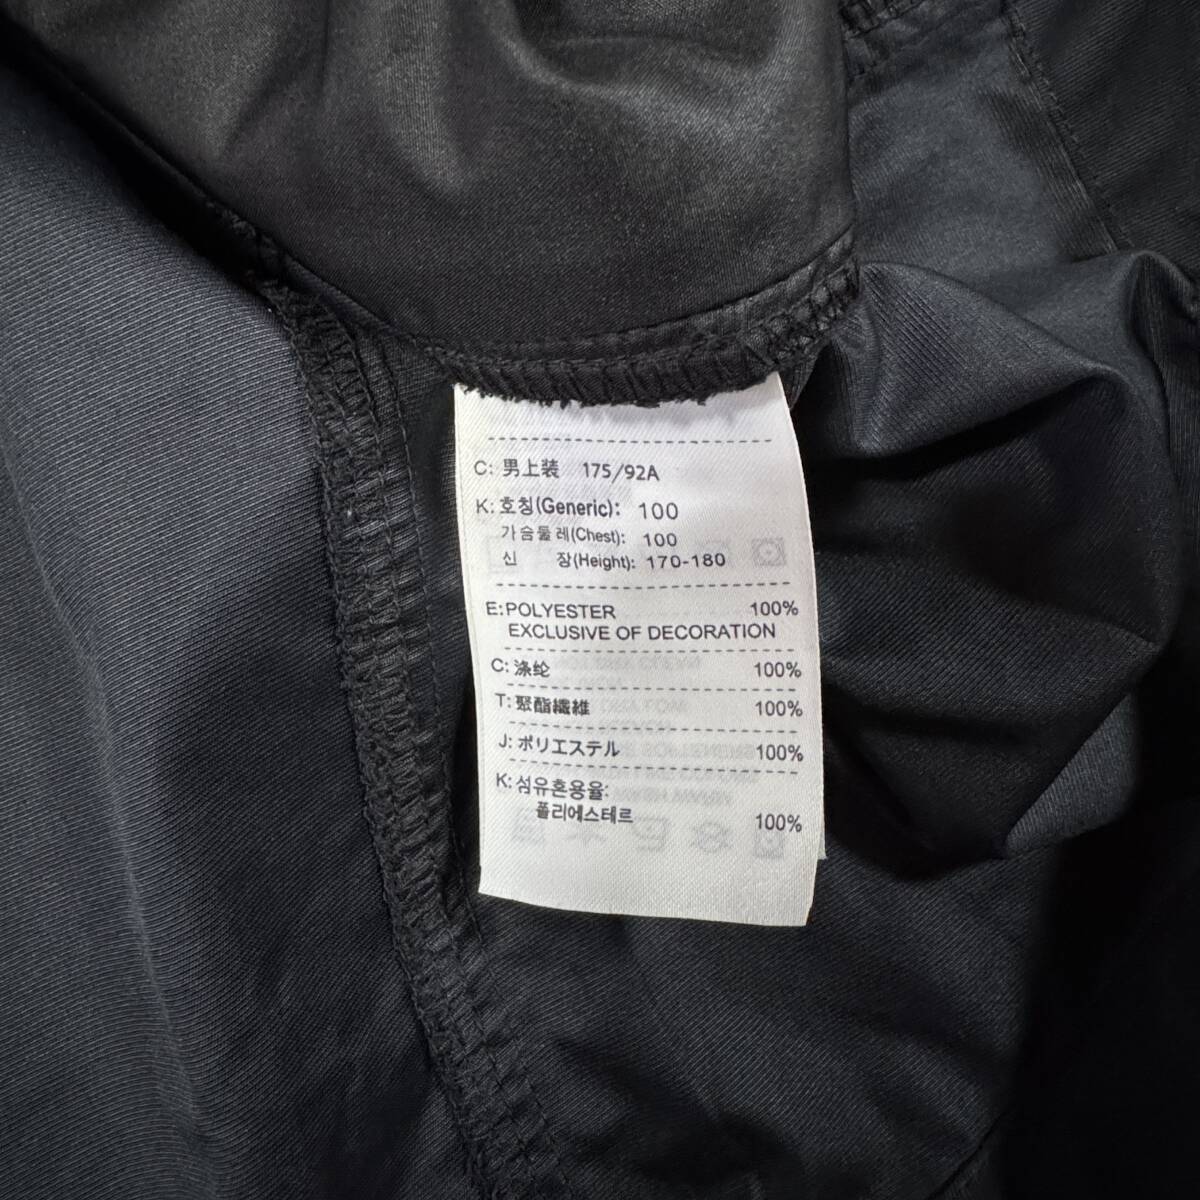 C: 男上装 175/92A
K: 호칭(Generic): 100
가슴둘레(Chest): 100
신 장(Height): 170-180
E: POLYESTER 100%
EXCLUSIVE OF DECORATION
C: 涤纶 100%
T: 聚酯纖維 100%
J: ポリエステル 100%
K: 섬유혼용율:
폴리에스테르 100%